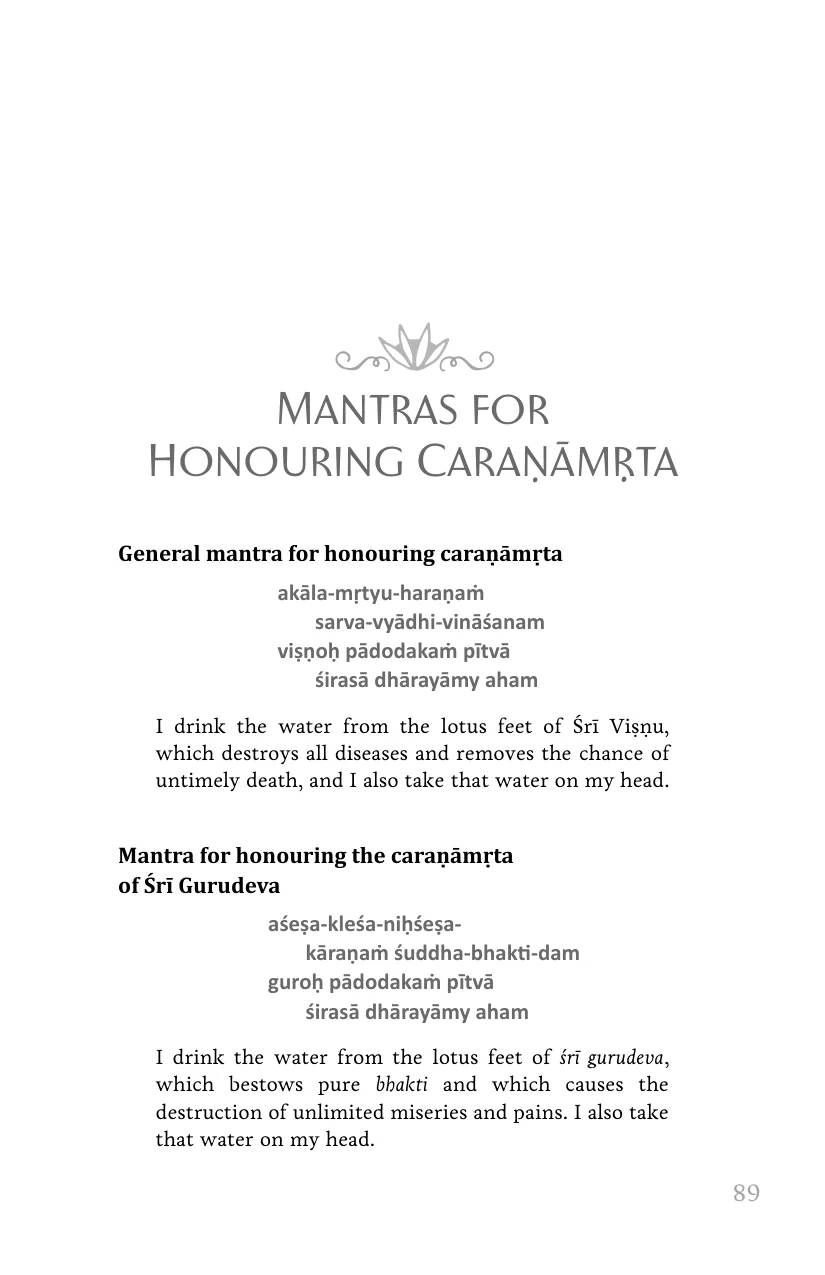 Mantras for
Honouring Caraṇāmṛta
General mantra for honouring caraṇāmṛta
akāla-mṛtyu-haraṇaṁ
sarva-vyādhi-vināśanam
viṣṇoḥ pādodakaṁ pītvā
śirasā dhārayāmy aham
I drink the water from the lotus feet of Śrī Viṣṇu,
which destroys all diseases and removes the chance of
untimely death, and I also take that water on my head.
Mantra for honouring the caraṇāmṛta
of Śrī Gurudeva
aśeṣa-kleśa-niḥśeṣa-
kāraṇaṁ śuddha-bhakti-dam
guroḥ pādodakaṁ pītvā
śirasā dhārayāmy aham
I drink the water from the lotus feet of śrī gurudeva,
which bestows pure bhakti and which causes the
destruction of unlimited miseries and pains. I also take
that water on my head.
89